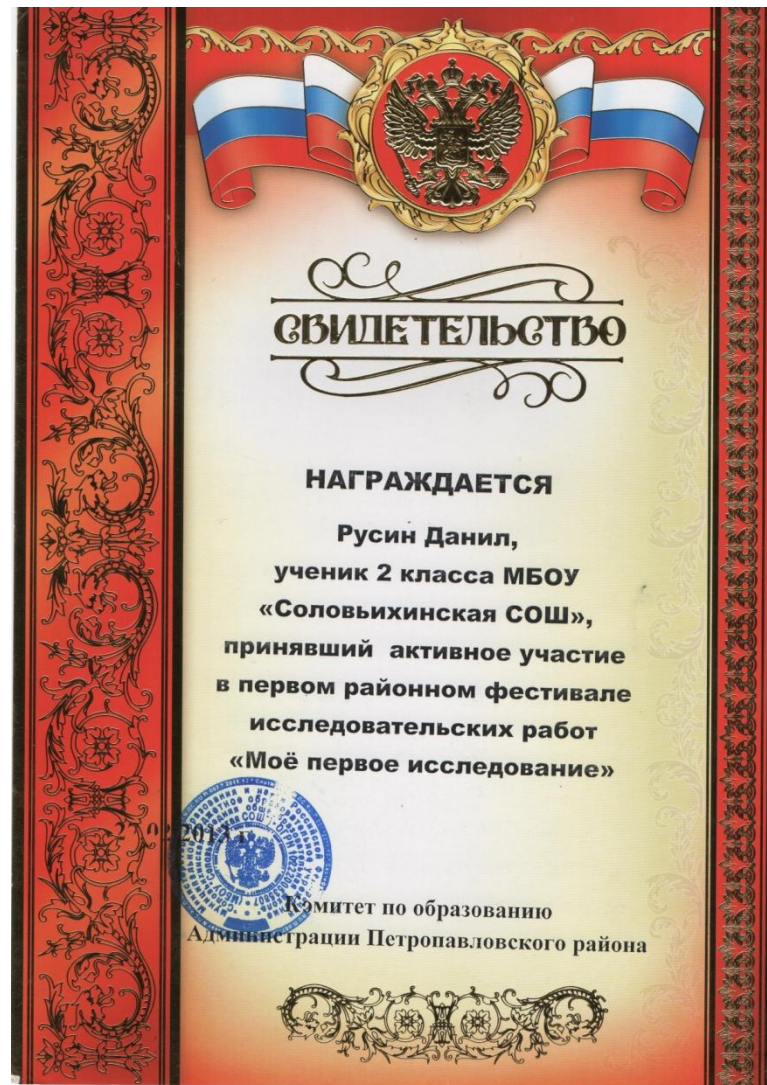 СВИДЕТЕЛЬСТВО
НАГРАЖДАЕТСЯ
Русин Данил,
ученик 2 класса МБОУ
«Соловьихинская СОШ»,
принявший активное участие
в первом районном фестивале
исследовательских работ
«Моё первое исследование»
Комитет по образованию
Администрации Петропавловского района